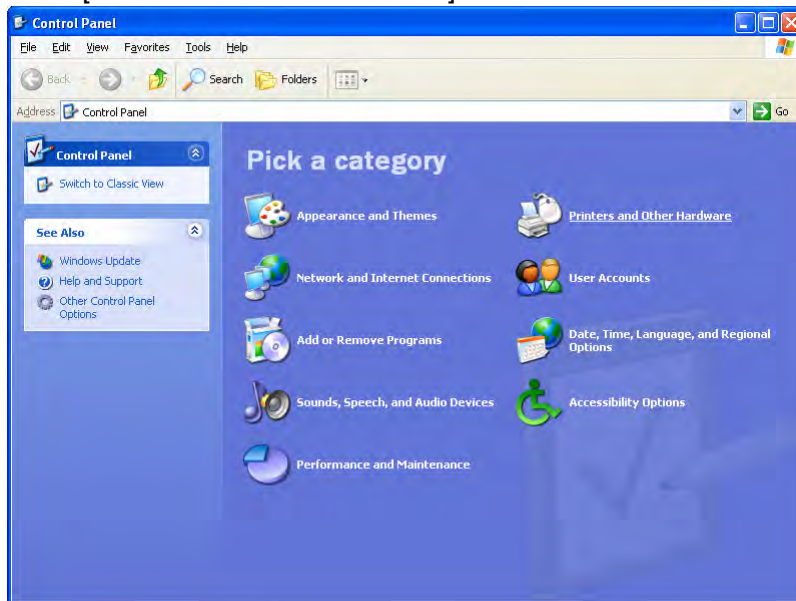 Control Panel
File Edit View Favorites Tools Help
Back Search Folders
Address Control Panel Go
Control Panel
Switch to Classic View
See Also
Windows Update
Help and Support
Other Control Panel
Options
Pick a category
Appearance and Themes
Printers and Other Hardware
Network and Internet Connections
User Accounts
Add or Remove Programs
Date, Time, Language, and Regional
Options
Sounds, Speech, and Audio Devices
Accessibility Options
Performance and Maintenance